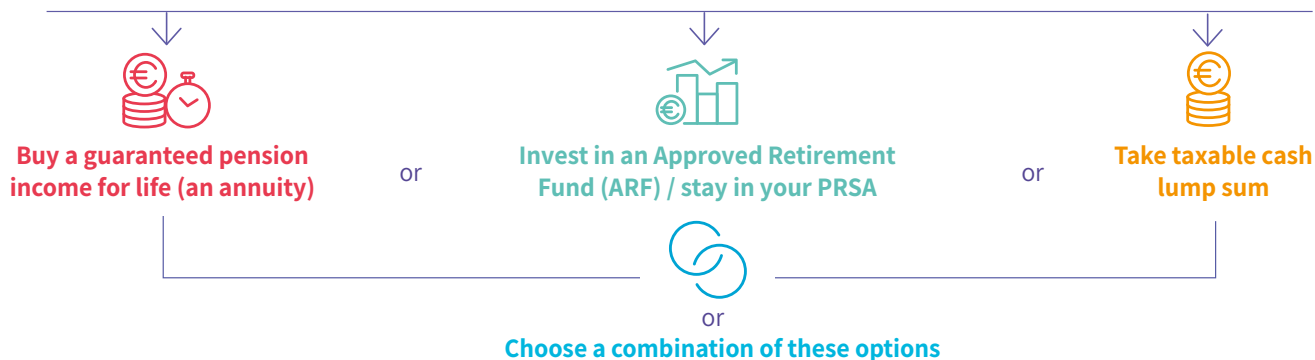 Buy a guaranteed pension
income for life (an annuity)
or
Invest in an Approved Retirement
Fund (ARF) / stay in your PRSA
or
Take taxable cash
lump sum
or
Choose a combination of these options